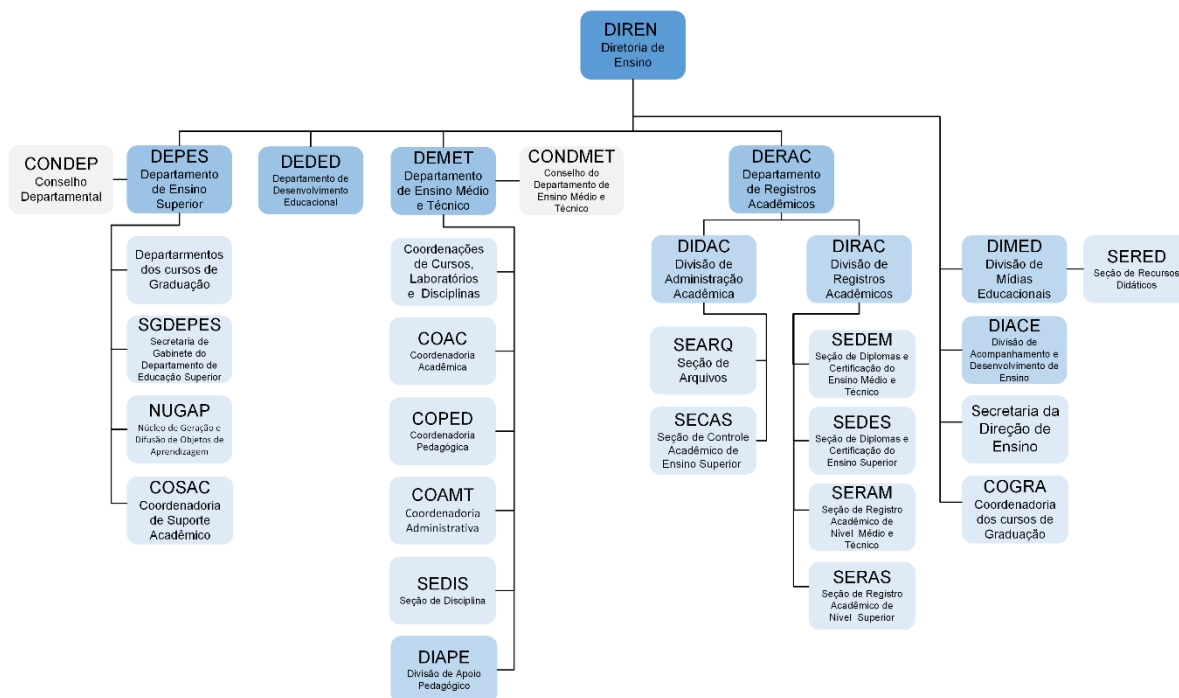 DIREN
Diretoria de
Ensino
CONDEP
Conselho
Departamental
DEPES
Departamento
de Ensino
Superior
DEDED
Departamento de
Desenvolvimento
Educacional
DEMET
Departamento
de Ensino Médio
e Técnico
CONDMET
Conselho do
Departamento de
Ensino Médio e
Técnico
DERAC
Departamento
de Registros
Acadêmicos
Departarmentos
dos cursos de
Graduação
SGDEPES
Secretaria de
Gabinete do
Departamento de
Educação Superior
NUGAP
Núcleo de Geração e
Difusão de Objetos de
Aprendizagem
COSAC
Coordenadoria
de Suporte
Acadêmico
Coordenações
de Cursos,
Laboratórios
e Disciplinas
COAC
Coordenadoria
Acadêmica
COPED
Coordenadoria
Pedagógica
COAMT
Coordenadoria
Administrativa
SEDIS
Seção de Disciplina
DIAPE
Divisão de Apoio
Pedagógico
DIDAC
Divisão de
Administração
Acadêmica
SEARQ
Seção de
Arquivos
SECAS
Seção de Controle
Acadêmico de
Ensino Superior
DIRAC
Divisão de
Registros
Acadêmicos
SEDEM
Seção de Diplomas e
Certificação do
Ensino Médio e
Técnico
SEDES
Seção de Diplomas e
Certificação do
Ensino Superior
SERAM
Seção de Registro
Acadêmico de
Nível Médio e
Técnico
SERAS
Seção de Registro
Acadêmico de
Nível Superior
DIMED
Divisão de
Mídias
Educacionais
SERED
Seção de Recursos
Didáticos
DIACE
Divisão de
Acompanhamento e
Desenvolvimento de
Ensino
Secretaria da
Direção de
Ensino
COGRA
Coordenadoria
dos cursos de
Graduação